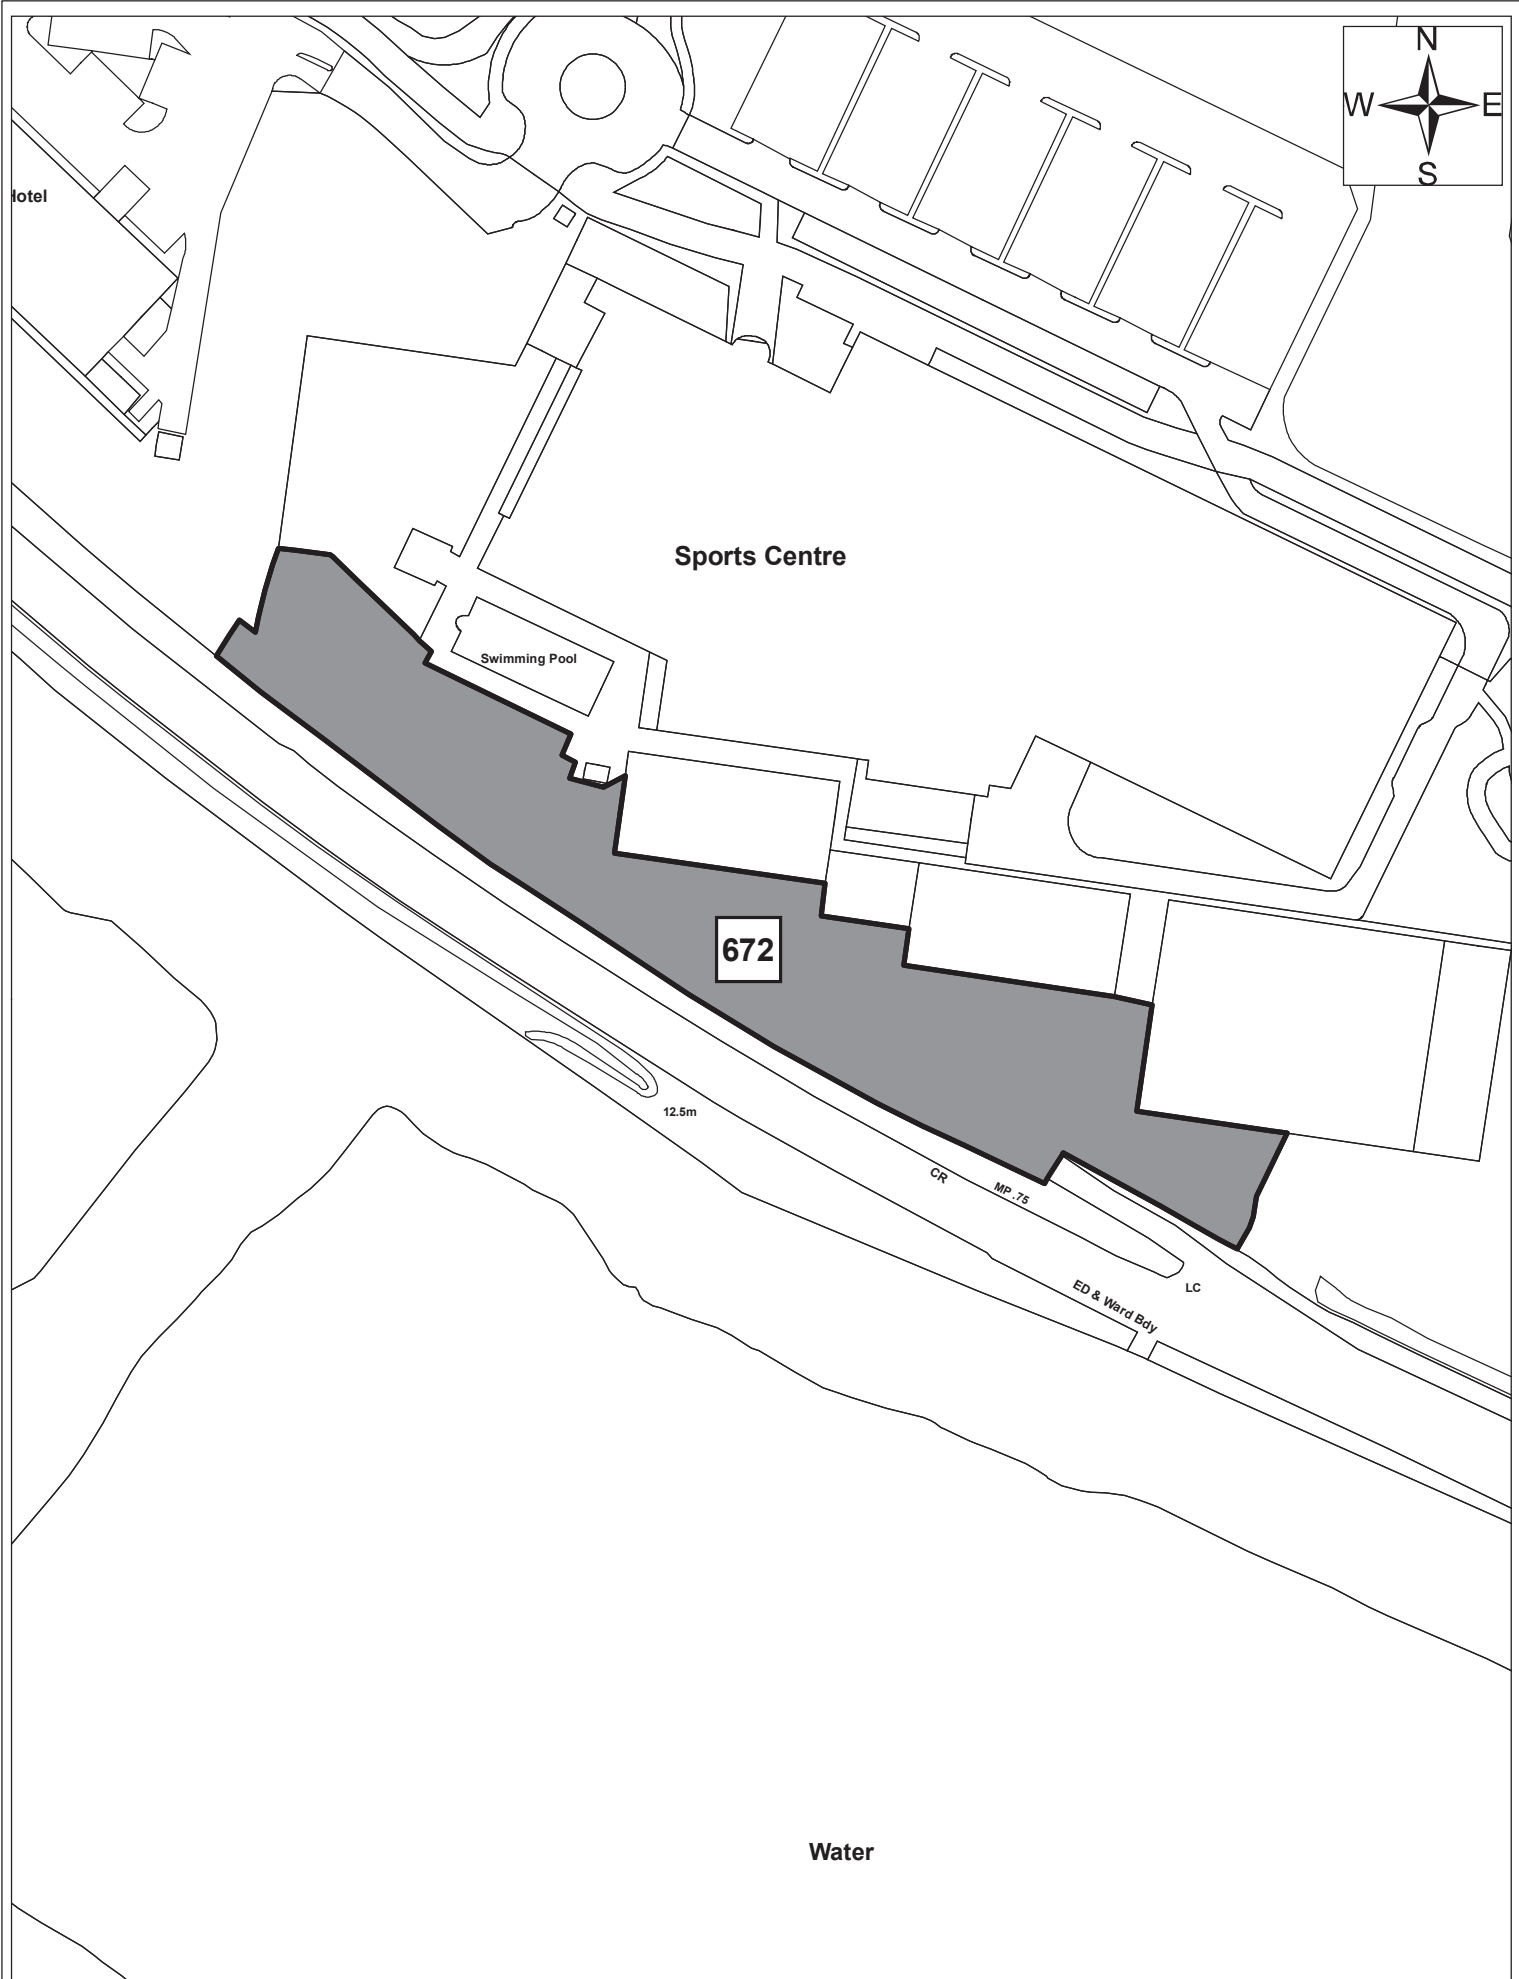 N
W E
S
Hotel
Sports Centre
Swimming Pool
672
12.5m
CR
MP .75
LC
ED & Ward Bdy
Water